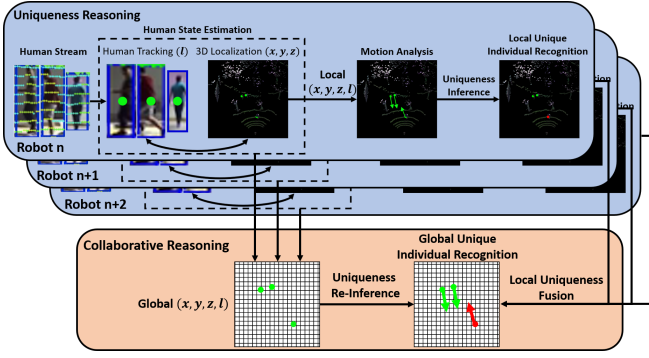 Uniqueness Reasoning
Human State Estimation
Human Stream
Human Tracking (l)
3D Localization (x, y, z)
Motion Analysis
Local Unique
Individual Recognition
Local
(x, y, z, l)
Uniqueness
Inference
Robot n
Robot n+1
Robot n+2
Collaborative Reasoning
Global Unique
Individual Recognition
Global (x, y, z, l)
Uniqueness
Re-Inference
Local Uniqueness
Fusion